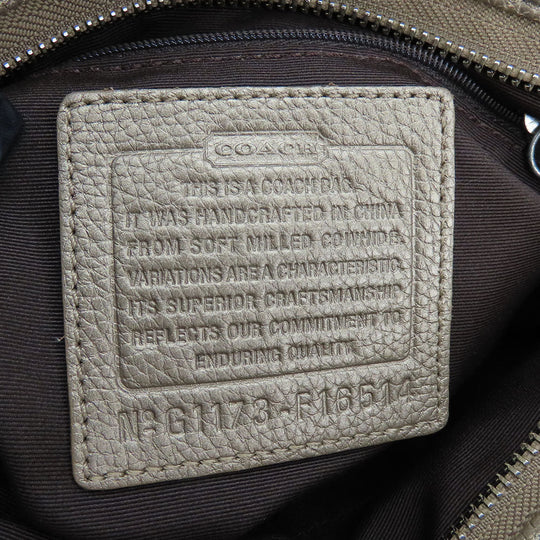 COACH
THIS IS A COACH BAG.
IT WAS HANDCRAFTED IN CHINA
FROM SOFT MILLED COWHIDE.
VARIATIONS ARE A CHARACTERISTIC.
ITS SUPERIOR CRAFTSMANSHIP
REFLECTS OUR COMMITMENT TO
ENDURING QUALITY.
No G1173-F16514